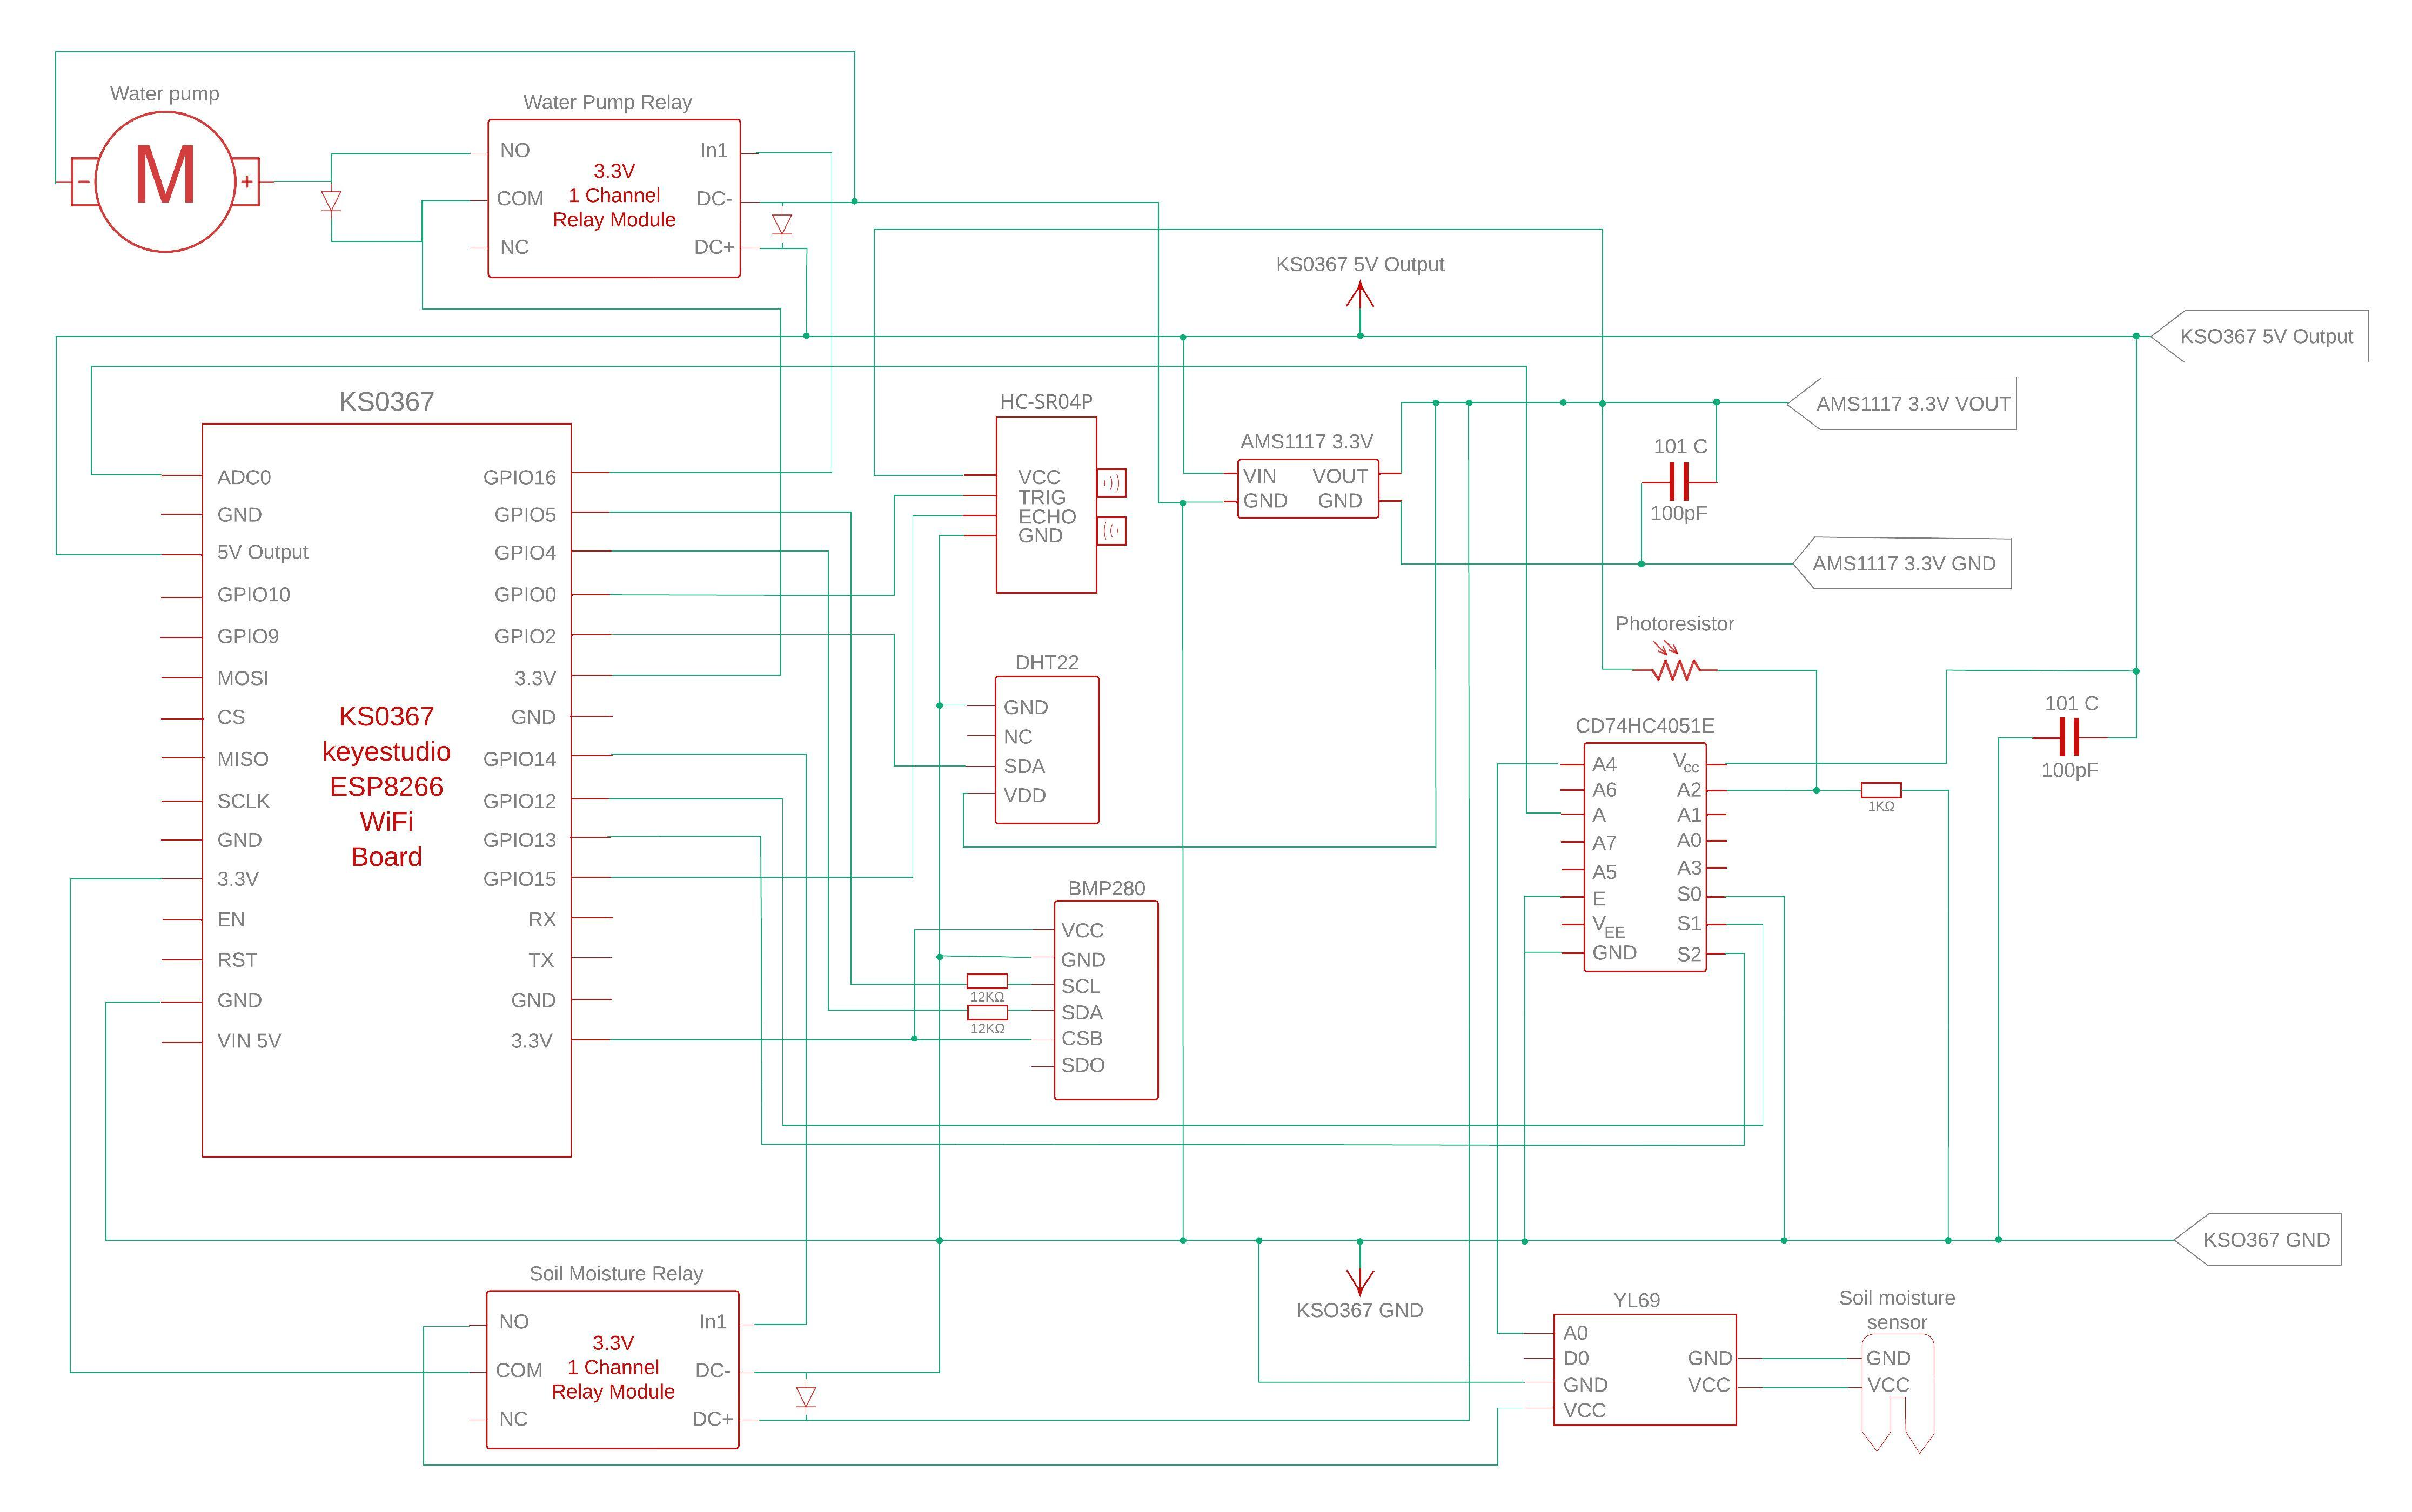 Water pump
M
-
+
Water Pump Relay
NO
COM
NC
3.3V
1 Channel
Relay Module
In1
DC-
DC+
KS0367 5V Output
KSO367 5V Output
KS0367
ADC0
GND
5V Output
GPIO10
GPIO9
MOSI
CS
MISO
SCLK
GND
3.3V
EN
RST
GND
VIN 5V
KS0367
keyestudio
ESP8266
WiFi
Board
GPIO16
GPIO5
GPIO4
GPIO0
GPIO2
3.3V
GND
GPIO14
GPIO12
GPIO13
GPIO15
RX
TX
GND
3.3V
HC-SR04P
VCC
TRIG
ECHO
GND
AMS1117 3.3V
VIN
VOUT
GND
GND
AMS1117 3.3V VOUT
101 C
100pF
AMS1117 3.3V GND
DHT22
GND
NC
SDA
VDD
Photoresistor
CD74HC4051E
A4
A6
A
A7
A5
E
VEE
GND
Vcc
A2
A1
A0
A3
S0
S1
S2
1KΩ
101 C
100pF
BMP280
VCC
GND
SCL
SDA
CSB
SDO
12KΩ
12KΩ
KSO367 GND
KSO367 GND
Soil Moisture Relay
NO
COM
NC
3.3V
1 Channel
Relay Module
In1
DC-
DC+
YL69
A0
D0
GND
VCC
GND
VCC
Soil moisture
sensor
GND
VCC